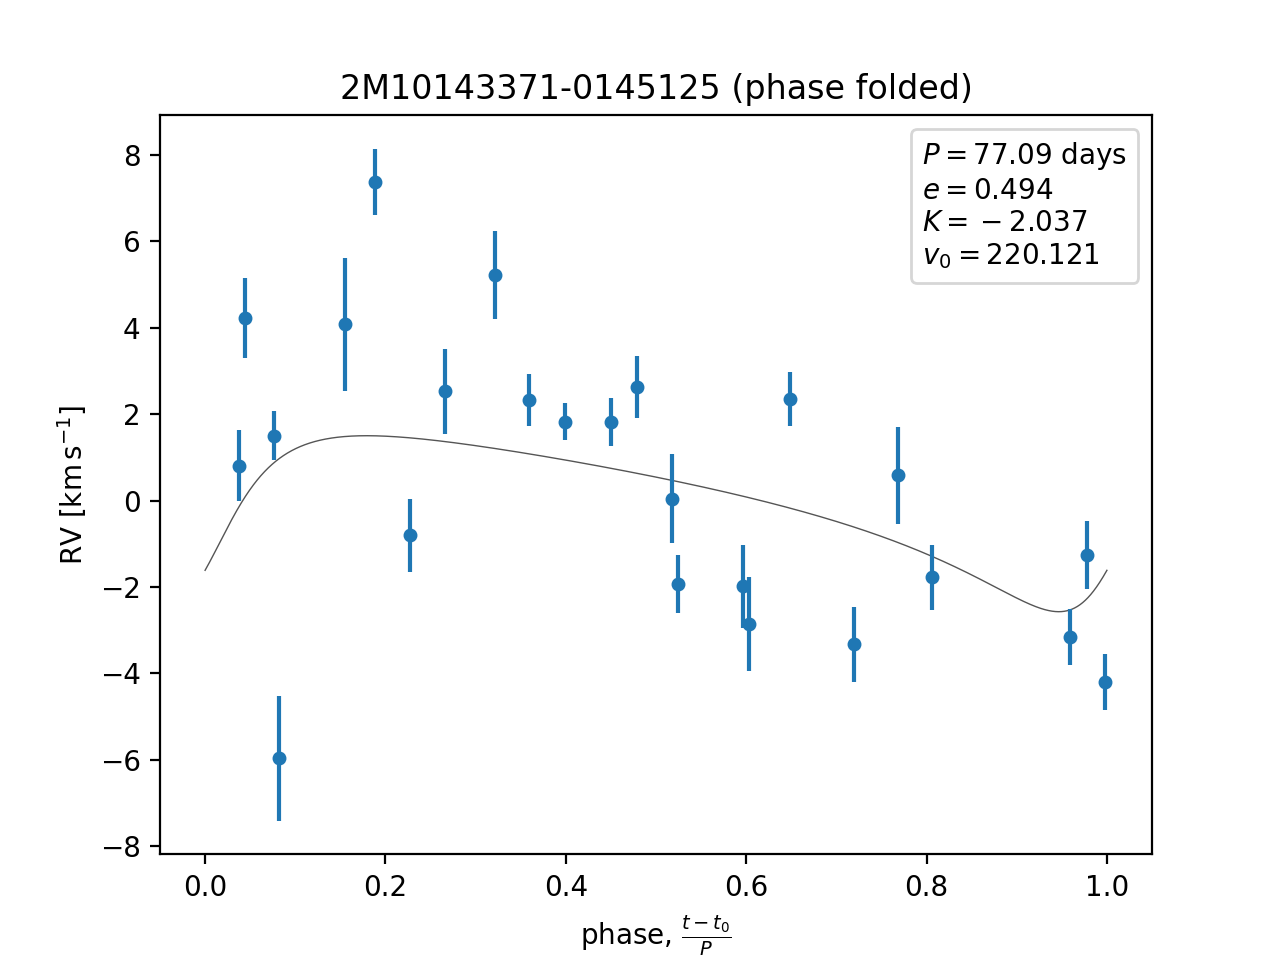 2M10143371-0145125 (phase folded)
P = 77.09 days
e = 0.494
K = −2.037
v₀ = 220.121
RV [km s⁻¹]
8
6
4
2
0
−2
−4
−6
−8
0.0 0.2 0.4 0.6 0.8 1.0
phase, (t − t₀)/P